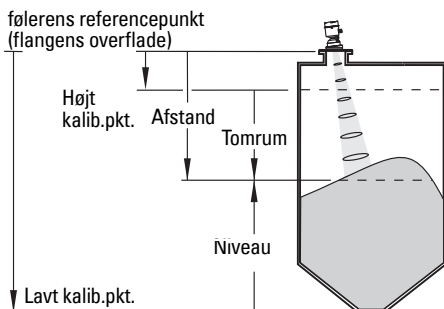 følerens referencepunkt
(flangens overflade)
Højt
kalib.pkt.
Afstand
Tomrum
Niveau
Lavt kalib.pkt.